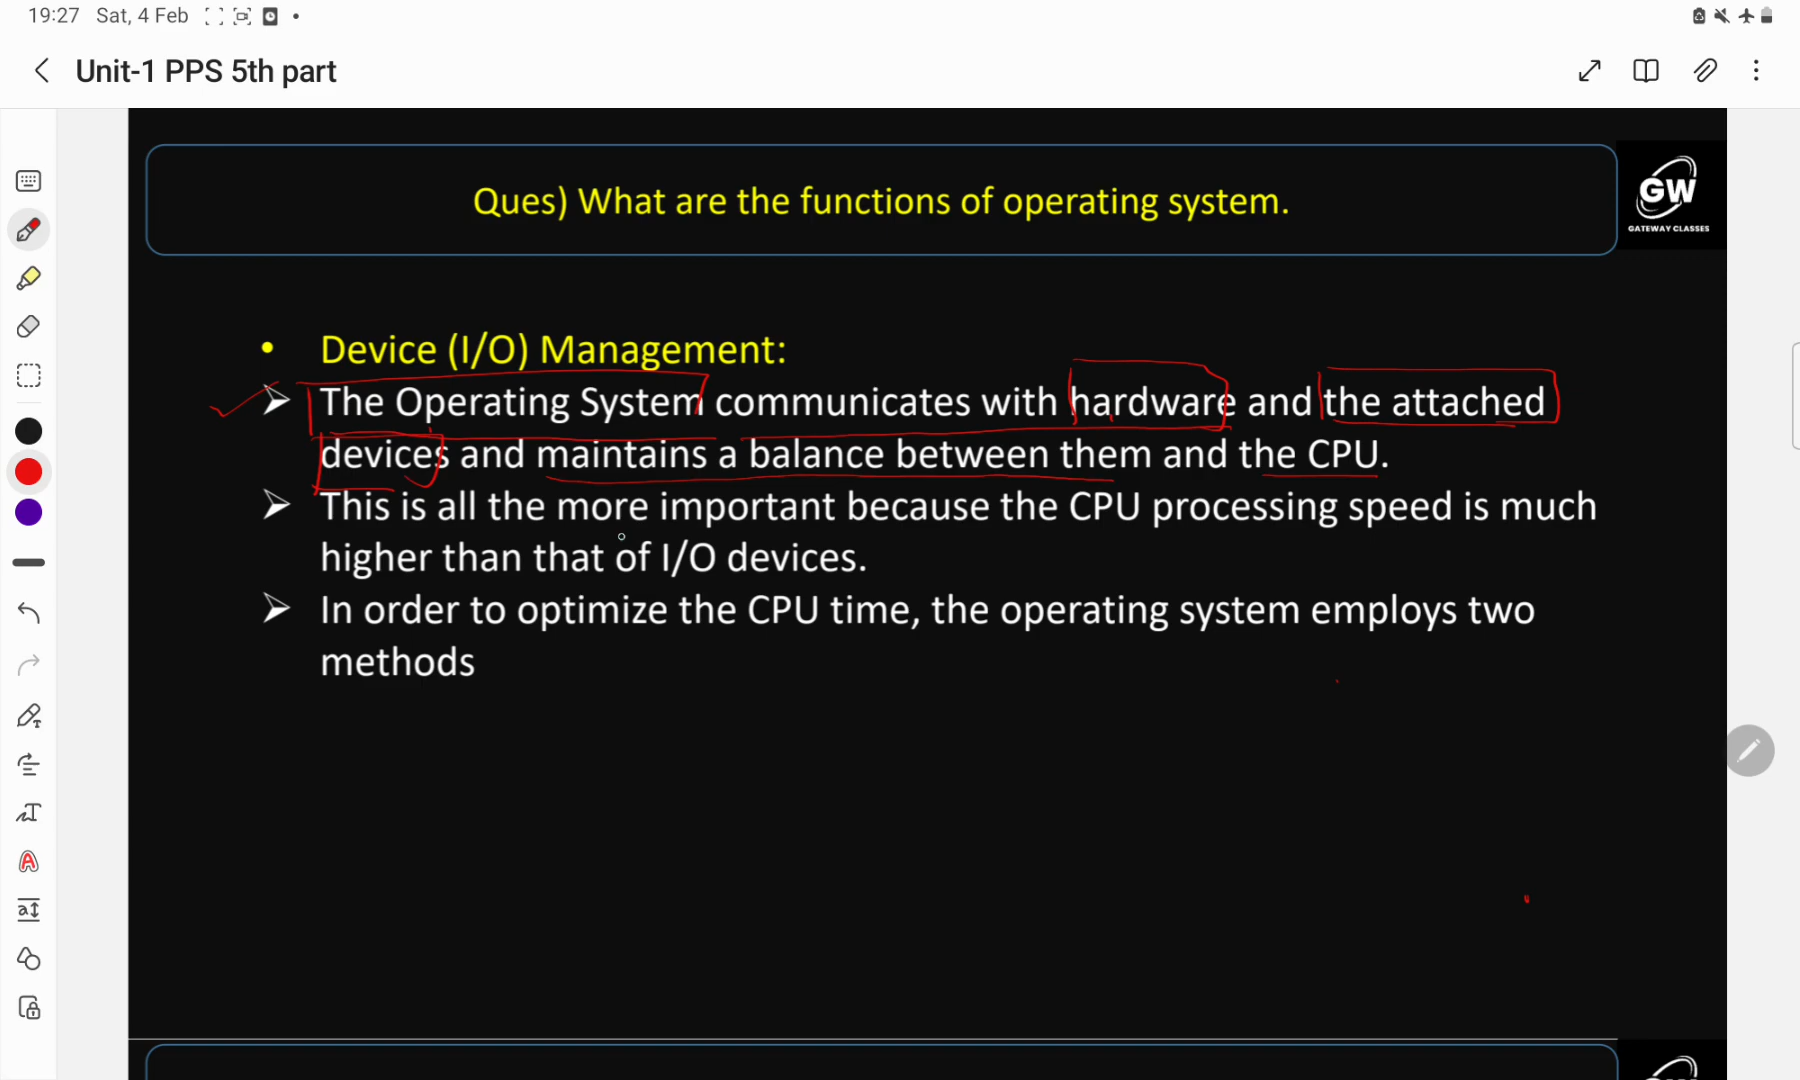 19:27 Sat, 4 Feb
Unit-1 PPS 5th part
Ques) What are the functions of operating system.
GW
GATEWAY CLASSES
• Device (I/O) Management:
➢ The Operating System communicates with hardware and the attached
devices and maintains a balance between them and the CPU.
➢ This is all the more important because the CPU processing speed is much
higher than that of I/O devices.
➢ In order to optimize the CPU time, the operating system employs two
methods